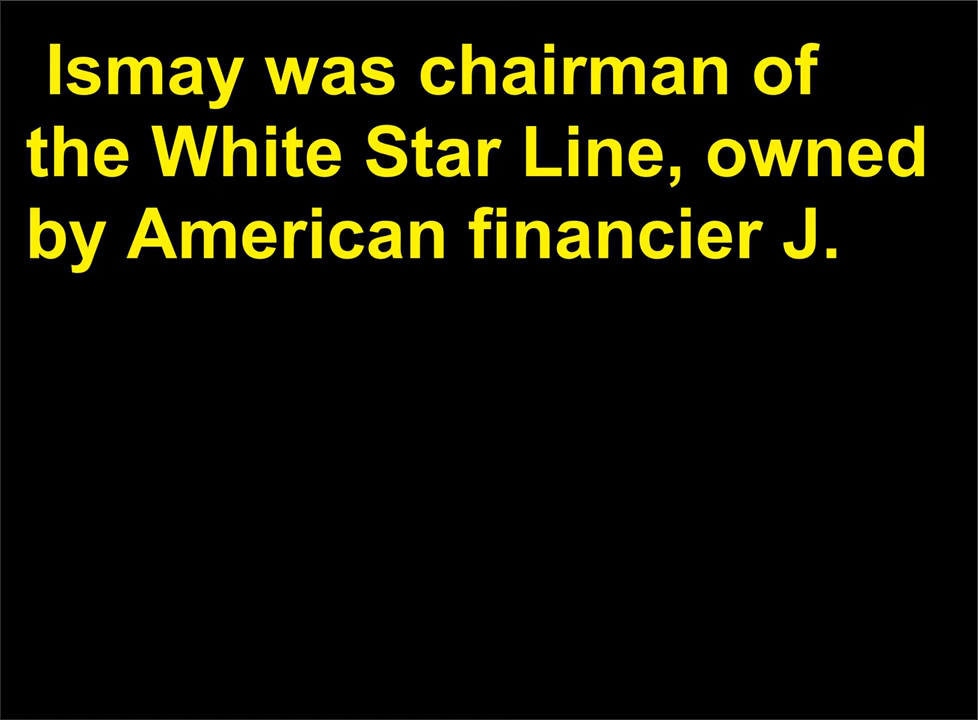 Ismay was chairman of
the White Star Line, owned
by American financier J.